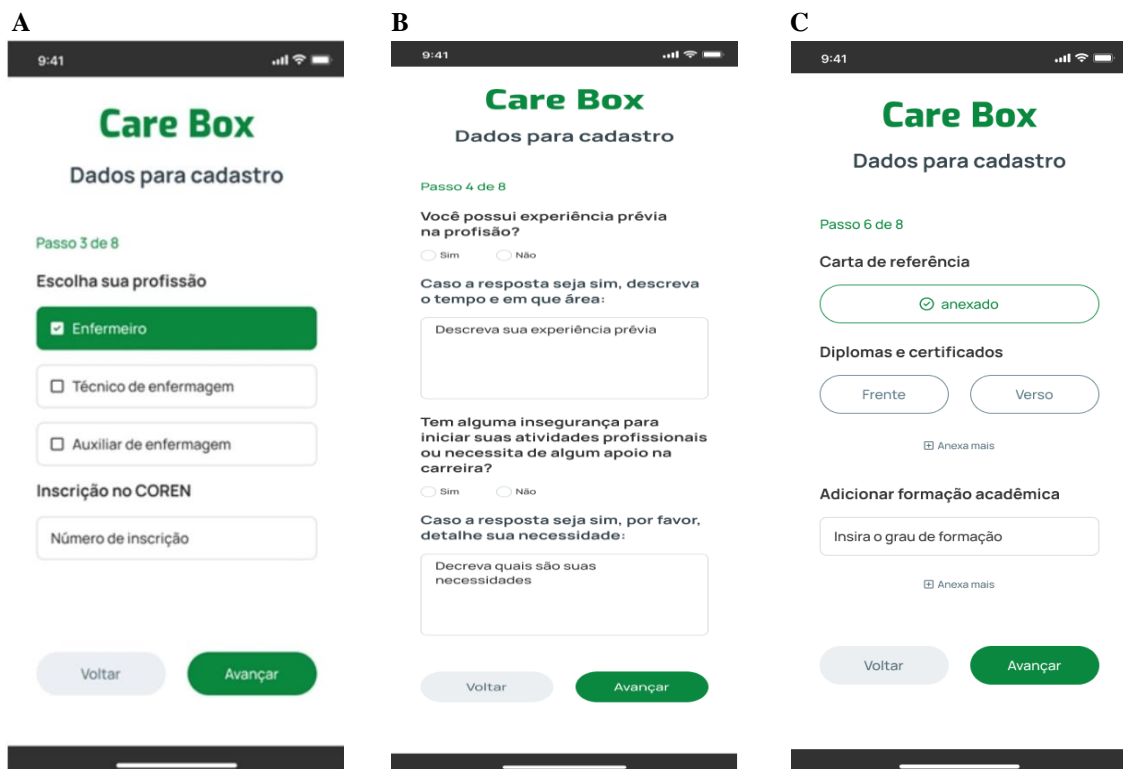 A
9:41
Care Box
Dados para cadastro
Passo 3 de 8
Escolha sua profissão
Enfermeiro
Técnico de enfermagem
Auxiliar de enfermagem
Inscrição no COREN
Número de inscrição
Voltar
Avançar
B
9:41
Care Box
Dados para cadastro
Passo 4 de 8
Você possui experiência prévia
na profisão?
Sim Não
Caso a resposta seja sim, descreva
o tempo e em que área:
Descreva sua experiência prévia
Tem alguma insegurança para
iniciar suas atividades profissionais
ou necessita de algum apoio na
carreira?
Sim Não
Caso a resposta seja sim, por favor,
detalhe sua necessidade:
Decreva quais são suas
necessidades
Voltar
Avançar
C
9:41
Care Box
Dados para cadastro
Passo 6 de 8
Carta de referência
anexado
Diplomas e certificados
Frente Verso
Anexa mais
Adicionar formação acadêmica
Insira o grau de formação
Anexa mais
Voltar
Avançar